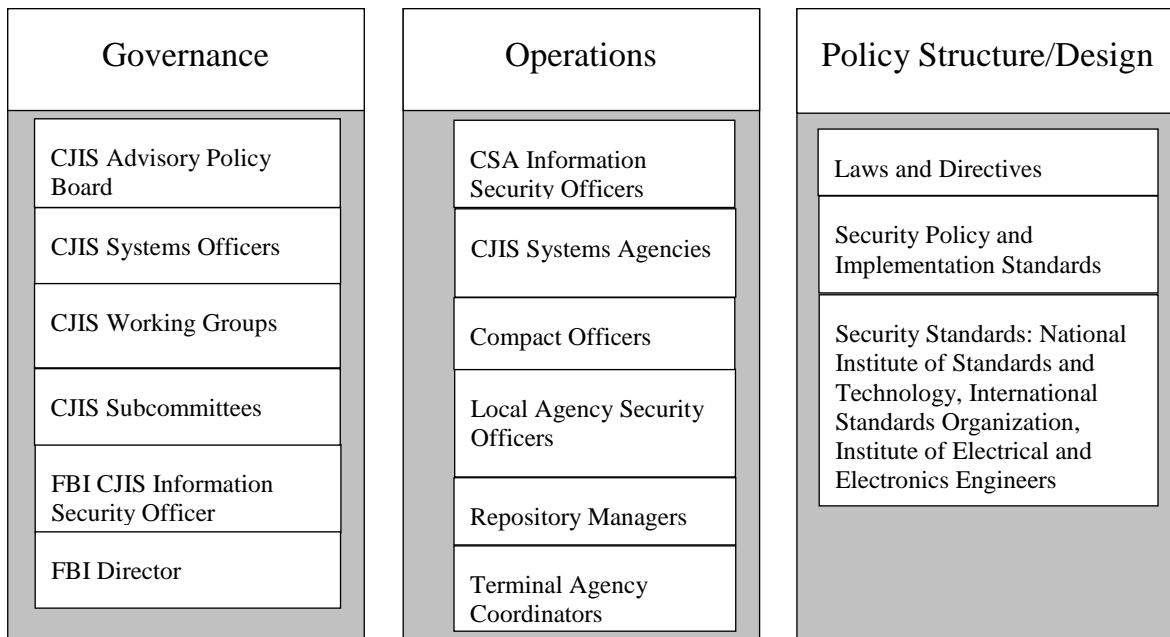 Governance
CJIS Advisory Policy
Board
CJIS Systems Officers
CJIS Working Groups
CJIS Subcommittees
FBI CJIS Information
Security Officer
FBI Director
Operations
CSA Information
Security Officers
CJIS Systems Agencies
Compact Officers
Local Agency Security
Officers
Repository Managers
Terminal Agency
Coordinators
Policy Structure/Design
Laws and Directives
Security Policy and
Implementation Standards
Security Standards: National
Institute of Standards and
Technology, International
Standards Organization,
Institute of Electrical and
Electronics Engineers